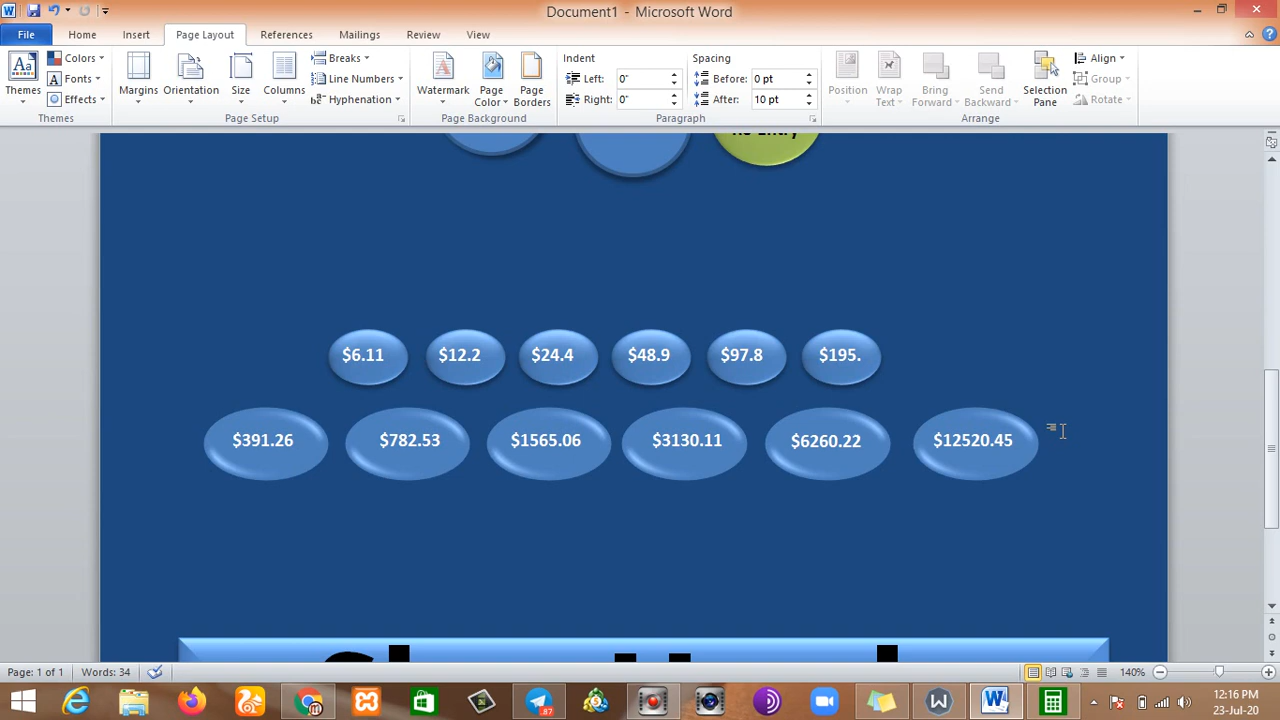 Document1 - Microsoft Word
File Home Insert Page Layout References Mailings Review View
Themes
Colors
Fonts
Effects
Themes
Margins
Orientation
Size
Columns
Breaks
Line Numbers
Hyphenation
Page Setup
Watermark
Page Color
Page Borders
Page Background
Indent
Left: 0"
Right: 0"
Spacing
Before: 0 pt
After: 10 pt
Paragraph
Position
Wrap Text
Bring Forward
Send Backward
Selection Pane
Align
Group
Rotate
Arrange
$6.11 $12.2 $24.4 $48.9 $97.8 $195.
$391.26 $782.53 $1565.06 $3130.11 $6260.22 $12520.45
Page: 1 of 1 Words: 34 140%
87
12:16 PM
23-Jul-20